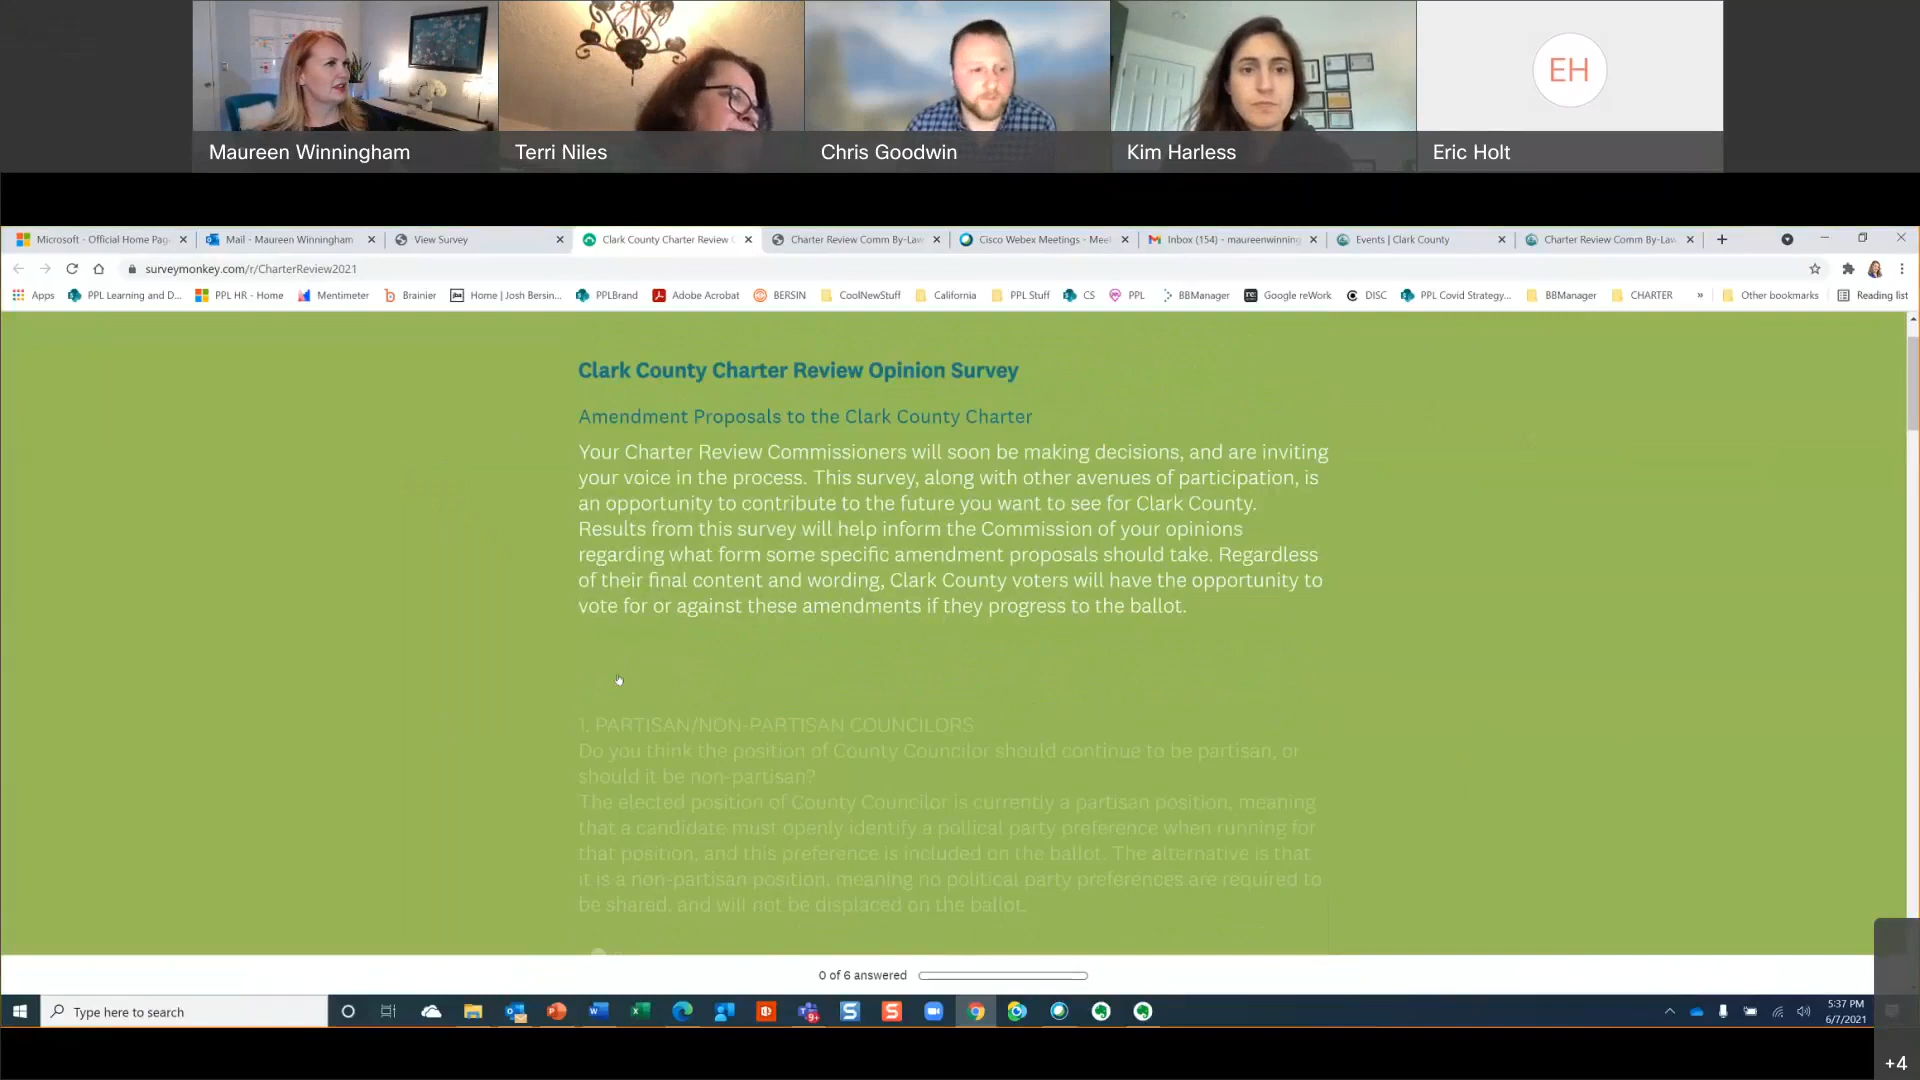 Maureen Winningham
Terri Niles
Chris Goodwin
Kim Harless
EH
Eric Holt
Microsoft - Official Home Pag
Mail - Maureen Winningham
View Survey
Clark County Charter Review
Charter Review Comm By-Law
Cisco Webex Meetings - Meet
Inbox (154) - maureenwinning
Events | Clark County
Charter Review Comm By-Law
surveymonkey.com/r/CharterReview2021
Apps
PPL Learning and D...
PPL HR - Home
Mentimeter
Brainier
Home | Josh Bersin...
PPLBrand
Adobe Acrobat
BERSIN
CoolNewStuff
California
PPL Stuff
CS
PPL
BBManager
Google reWork
DISC
PPL Covid Strategy...
BBManager
CHARTER
»
Other bookmarks
Reading list
Clark County Charter Review Opinion Survey
Amendment Proposals to the Clark County Charter
Your Charter Review Commissioners will soon be making decisions, and are inviting
your voice in the process. This survey, along with other avenues of participation, is
an opportunity to contribute to the future you want to see for Clark County.
Results from this survey will help inform the Commission of your opinions
regarding what form some specific amendment proposals should take. Regardless
of their final content and wording, Clark County voters will have the opportunity to
vote for or against these amendments if they progress to the ballot.
1. PARTISAN/NON-PARTISAN COUNCILORS
Do you think the position of County Councilor should continue to be partisan, or
should it be non-partisan?
The elected position of County Councilor is currently a partisan position, meaning
that a candidate must openly identify a pollical party preference when running for
that position, and this preference is included on the ballot. The alternative is that
it is a non-partisan position, meaning no political party preferences are required to
be shared, and will not be displaced on the ballot.
0 of 6 answered
Type here to search
5:37 PM
6/7/2021
+4